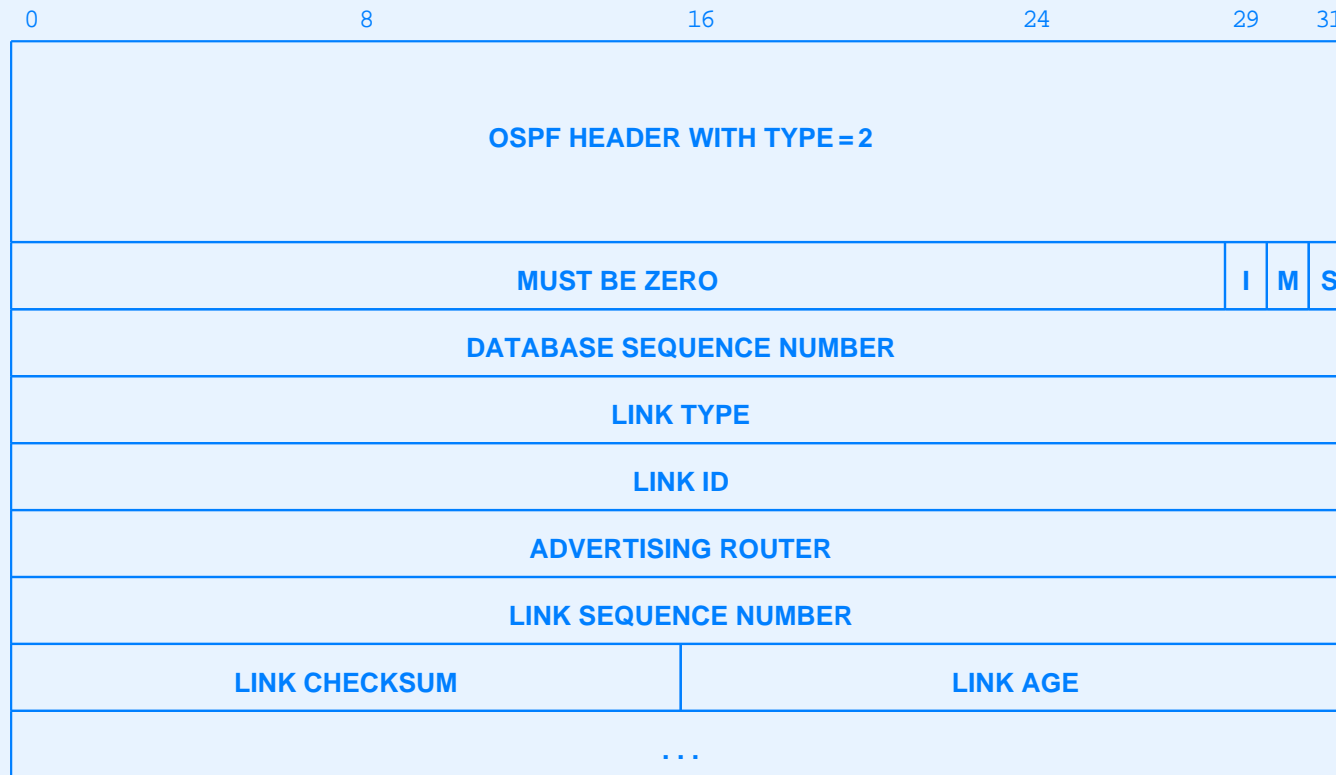 0 8 16 24 29 31
OSPF HEADER WITH TYPE = 2
MUST BE ZERO I M S
DATABASE SEQUENCE NUMBER
LINK TYPE
LINK ID
ADVERTISING ROUTER
LINK SEQUENCE NUMBER
LINK CHECKSUM LINK AGE
. . .